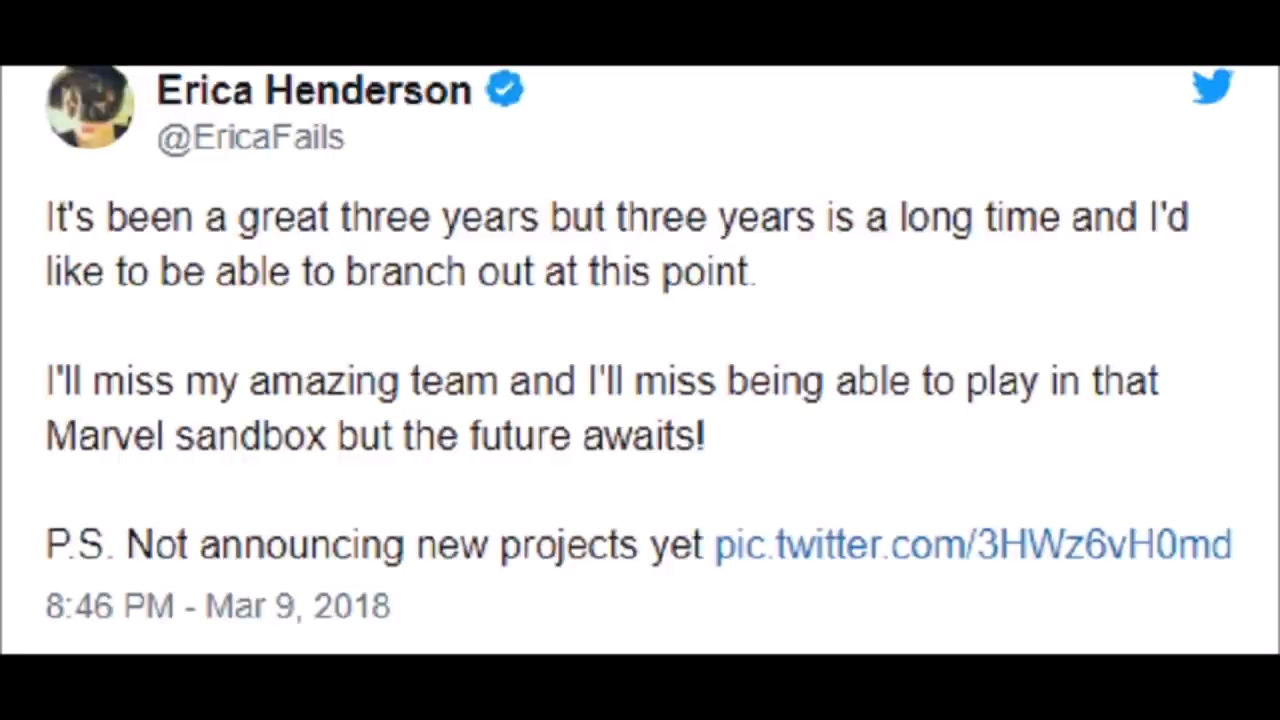 Erica Henderson
@EricaFails
It's been a great three years but three years is a long time and I'd
like to be able to branch out at this point.
I'll miss my amazing team and I'll miss being able to play in that
Marvel sandbox but the future awaits!
P.S. Not announcing new projects yet pic.twitter.com/3HWz6vH0md
8:46 PM - Mar 9, 2018